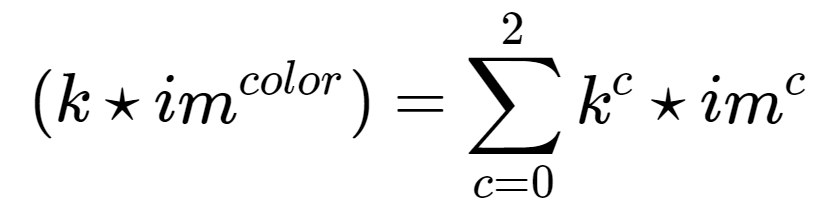 (k ⋆ im^{color}) = \sum_{c=0}^{2} k^c ⋆ im^c